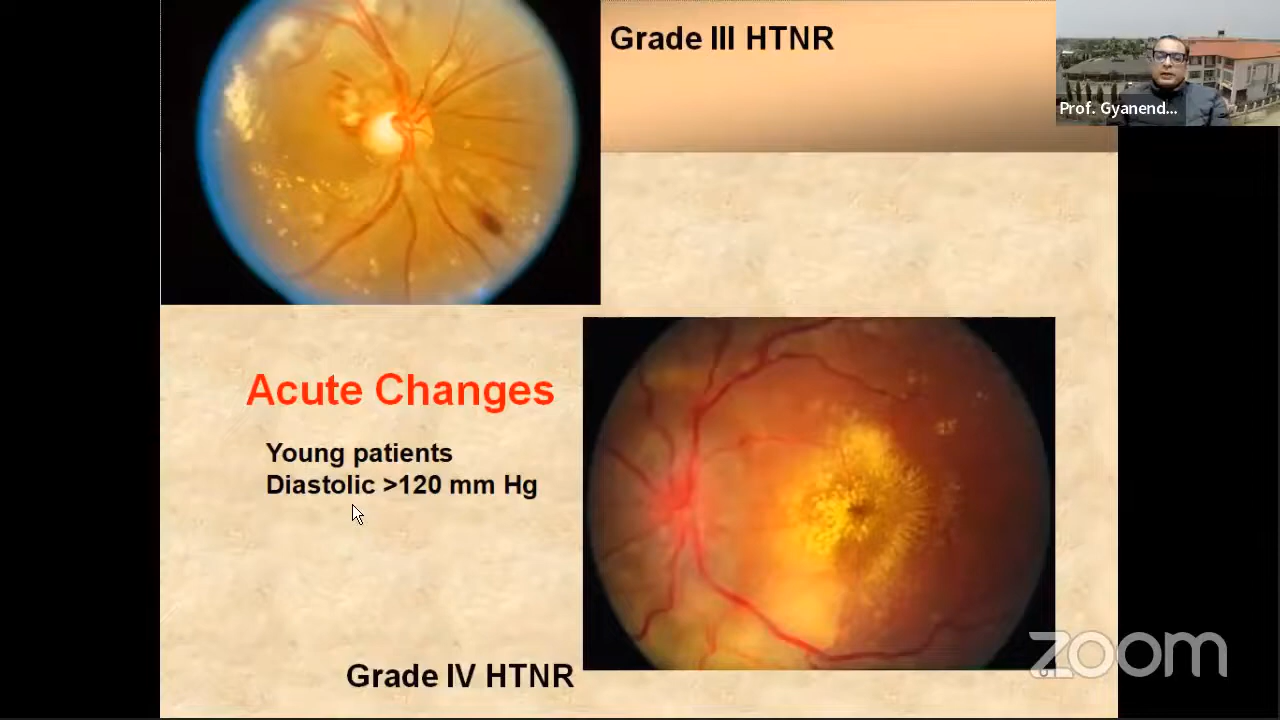 Grade III HTNR
Prof. Gyanend...
Acute Changes
Young patients
Diastolic >120 mm Hg
Grade IV HTNR
zoom